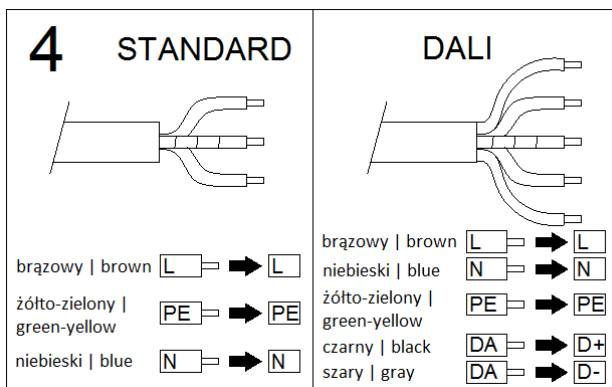 4 STANDARD
brązowy | brown L L
żółto-zielony |
green-yellow PE PE
niebieski | blue N N
DALI
brązowy | brown L L
niebieski | blue N N
żółto-zielony |
green-yellow PE PE
czarny | black DA D+
szary | gray DA D-